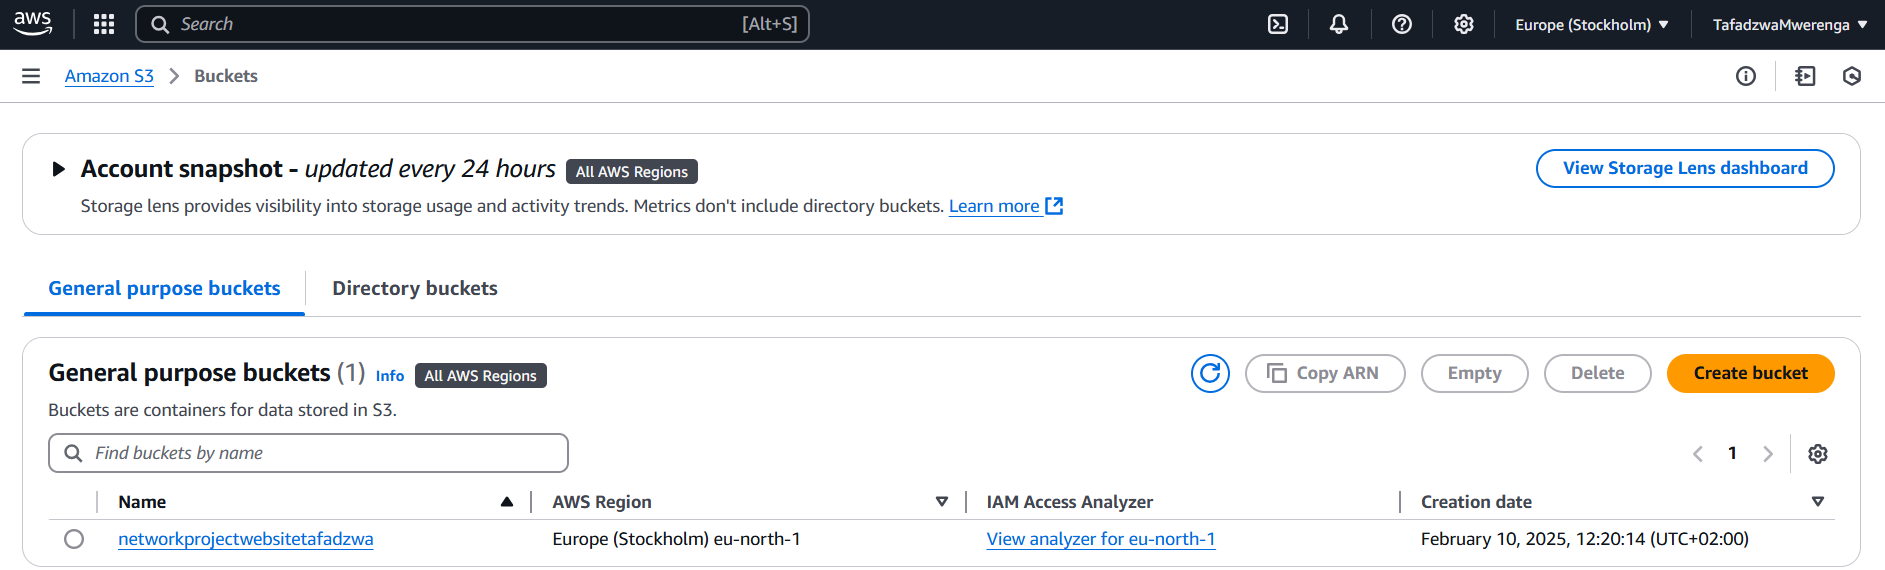 aws Search [Alt+S] Europe (Stockholm) TafadzwaMwerenga
Amazon S3 Buckets
Account snapshot - updated every 24 hours All AWS Regions View Storage Lens dashboard
Storage lens provides visibility into storage usage and activity trends. Metrics don't include directory buckets. Learn more
General purpose buckets Directory buckets
General purpose buckets (1) Info All AWS Regions Copy ARN Empty Delete Create bucket
Buckets are containers for data stored in S3.
Find buckets by name 1
Name AWS Region IAM Access Analyzer Creation date
networkprojectwebsitetafadzwa Europe (Stockholm) eu-north-1 View analyzer for eu-north-1 February 10, 2025, 12:20:14 (UTC+02:00)